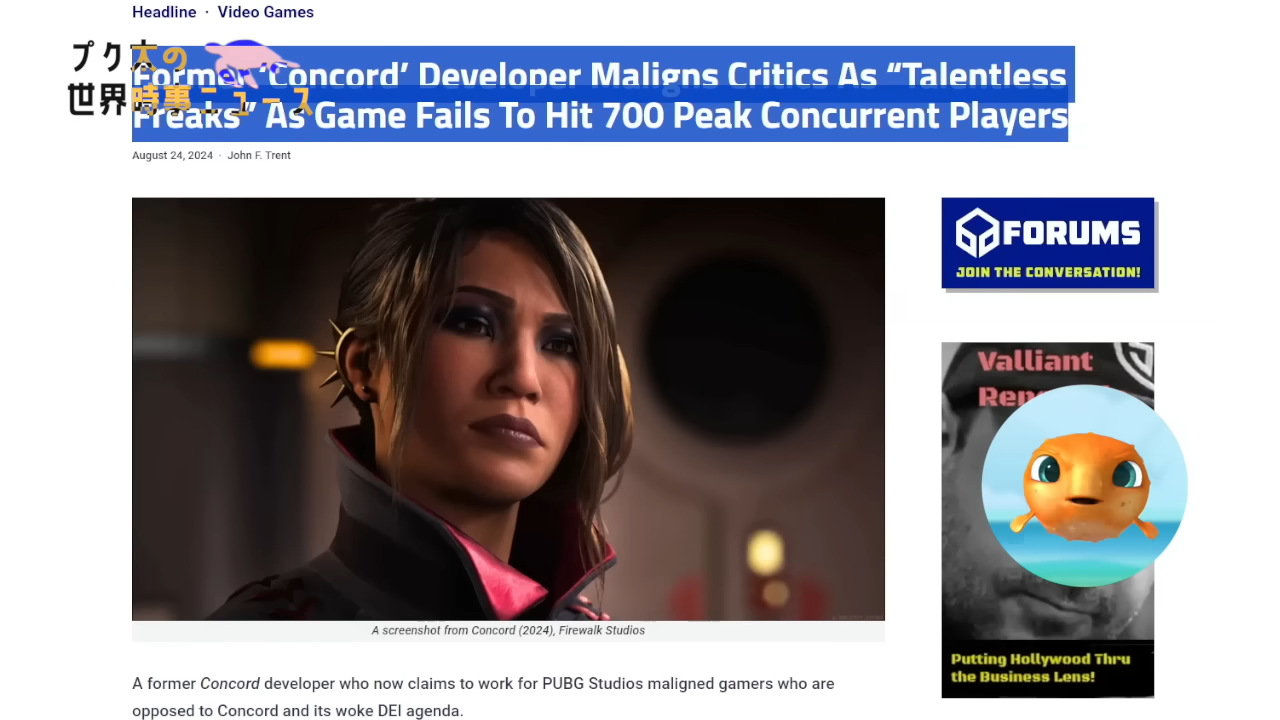 Headline · Video Games
プク太の
世界時事ニュース
Former ‘Concord’ Developer Maligns Critics As “Talentless
Freaks” As Game Fails To Hit 700 Peak Concurrent Players
August 24, 2024 · John F. Trent
FORUMS
JOIN THE CONVERSATION!
Valliant
A screenshot from Concord (2024), Firewalk Studios
Putting Hollywood Thru
the Business Lens!
A former Concord developer who now claims to work for PUBG Studios maligned gamers who are
opposed to Concord and its woke DEI agenda.